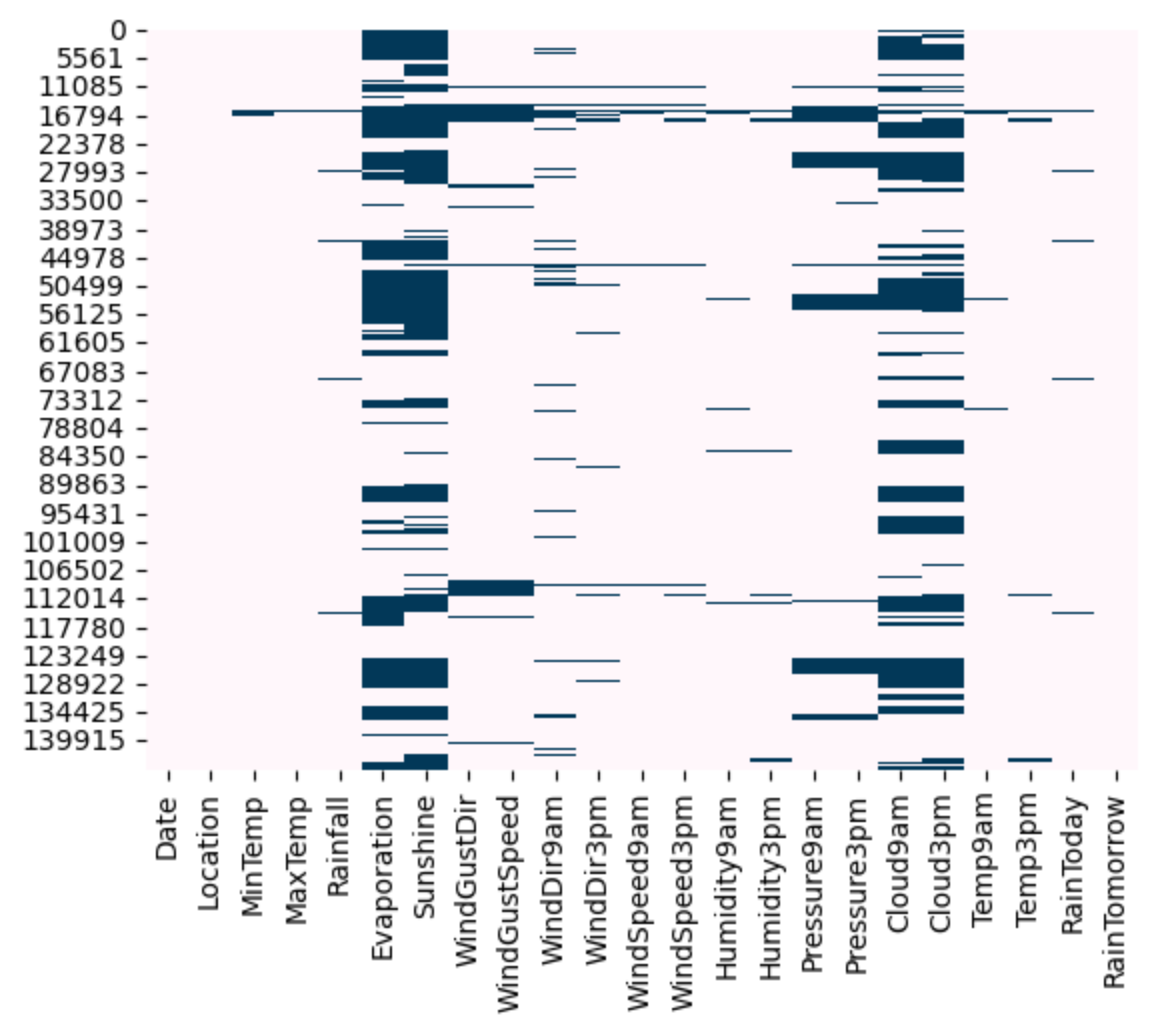 0
5561
11085
16794
22378
27993
33500
38973
44978
50499
56125
61605
67083
73312
78804
84350
89863
95431
101009
106502
112014
117780
123249
128922
134425
139915
Date
Location
MinTemp
MaxTemp
Rainfall
Evaporation
Sunshine
WindGustDir
WindGustSpeed
WindDir9am
WindDir3pm
WindSpeed9am
WindSpeed3pm
Humidity9am
Humidity3pm
Pressure9am
Pressure3pm
Cloud9am
Cloud3pm
Temp9am
Temp3pm
RainToday
RainTomorrow